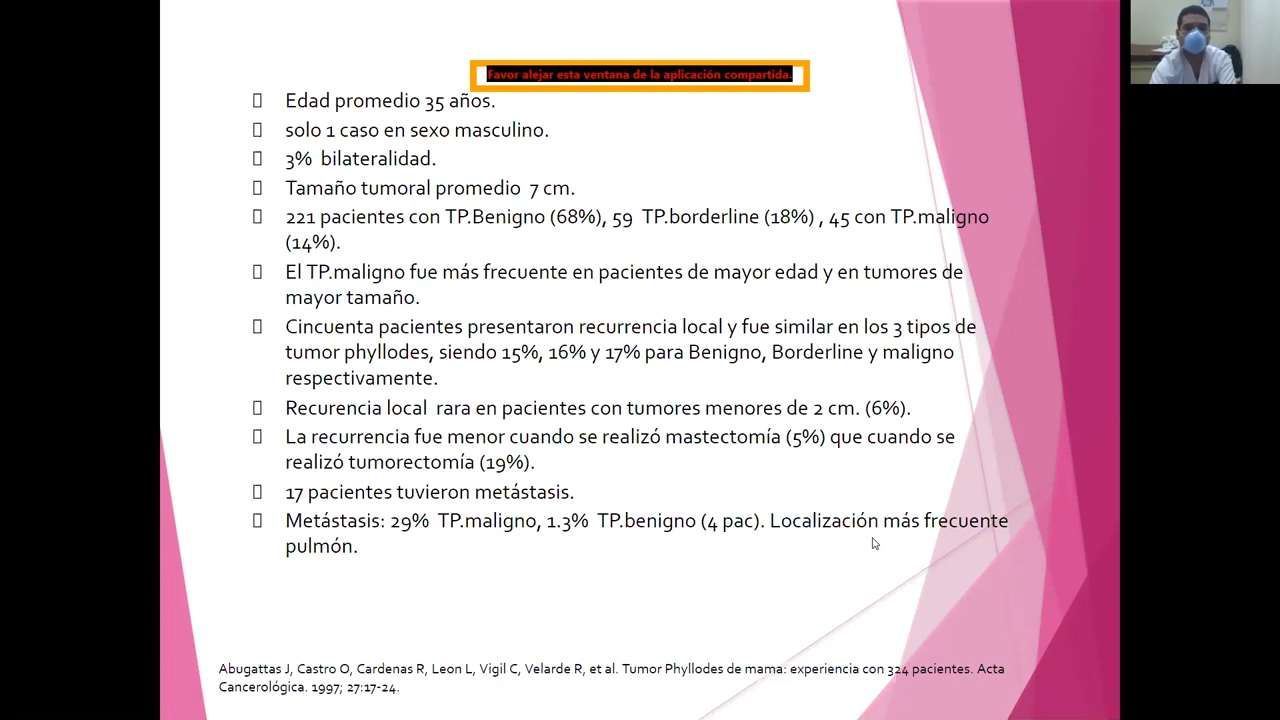 Favor alejar esta ventana de la aplicación compartida.
Edad promedio 35 años.
solo 1 caso en sexo masculino.
3% bilateralidad.
Tamaño tumoral promedio 7 cm.
221 pacientes con TP.Benigno (68%), 59 TP.borderline (18%) , 45 con TP.maligno
(14%).
El TP.maligno fue más frecuente en pacientes de mayor edad y en tumores de
mayor tamaño.
Cincuenta pacientes presentaron recurrencia local y fue similar en los 3 tipos de
tumor phyllodes, siendo 15%, 16% y 17% para Benigno, Borderline y maligno
respectivamente.
Recurencia local rara en pacientes con tumores menores de 2 cm. (6%).
La recurrencia fue menor cuando se realizó mastectomía (5%) que cuando se
realizó tumorectomía (19%).
17 pacientes tuvieron metástasis.
Metástasis: 29% TP.maligno, 1.3% TP.benigno (4 pac). Localización más frecuente
pulmón.
Abugattas J, Castro O, Cardenas R, Leon L, Vigil C, Velarde R, et al. Tumor Phyllodes de mama: experiencia con 324 pacientes. Acta
Cancerológica. 1997; 27:17-24.